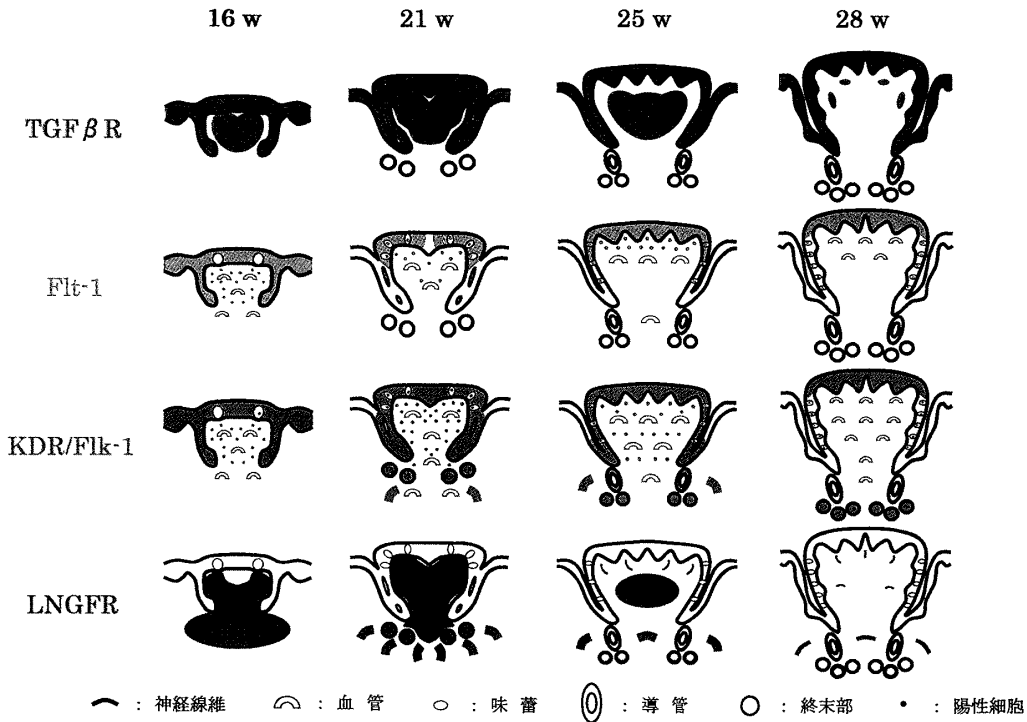 16 w 21 w 25 w 28 w
TGFβR
Flt-1
KDR/Flk-1
LNGFR
: 神経線維 : 血管 : 味蕾 : 導管 : 終末部 : 陽性細胞